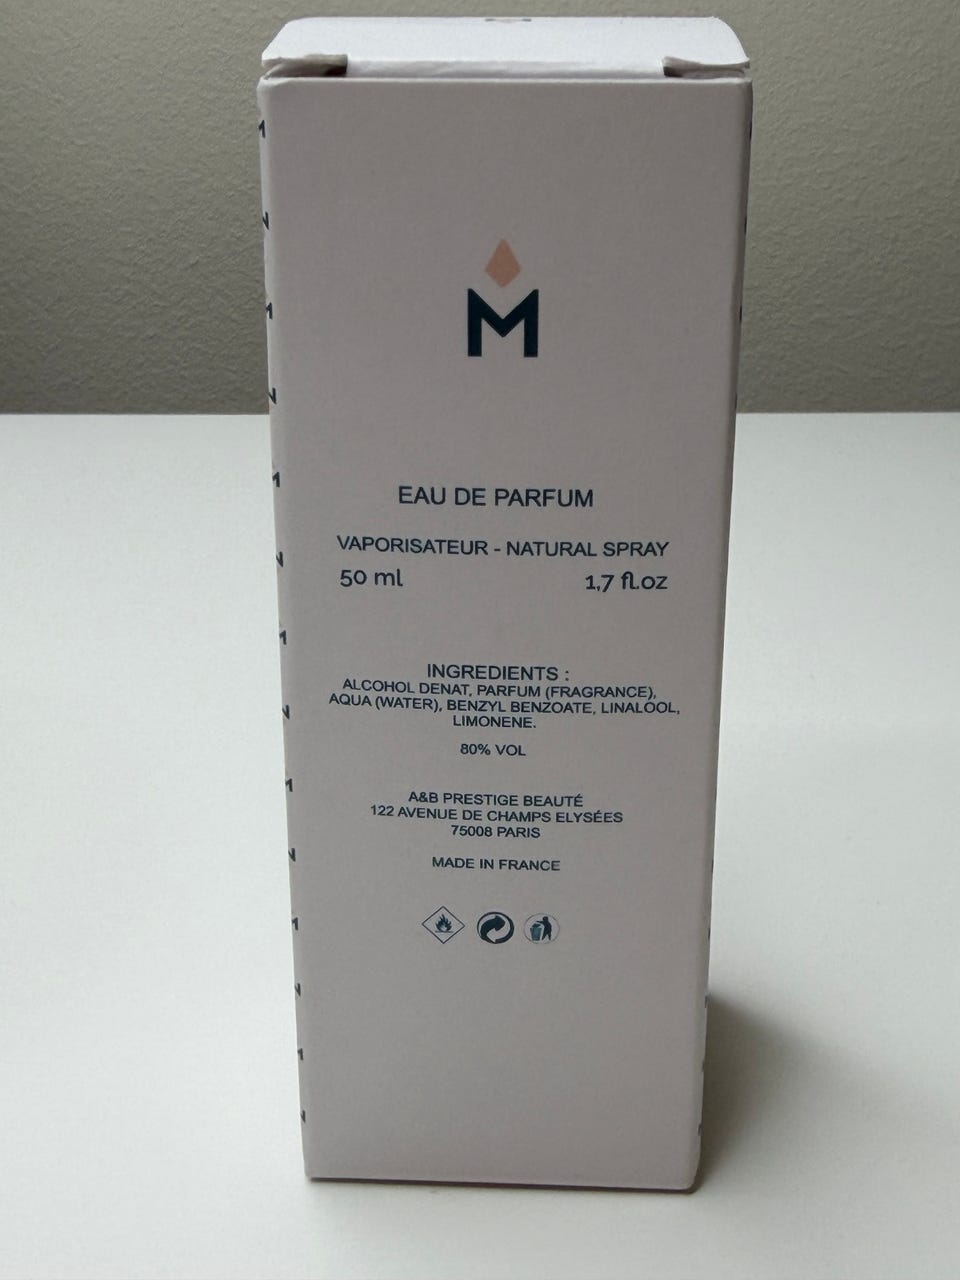 M
EAU DE PARFUM
VAPORISATEUR - NATURAL SPRAY
50 ml 1,7 fl.oz
INGREDIENTS :
ALCOHOL DENAT, PARFUM (FRAGRANCE),
AQUA (WATER), BENZYL BENZOATE, LINALOOL,
LIMONENE.
80% VOL
A&B PRESTIGE BEAUTÉ
122 AVENUE DE CHAMPS ELYSÉES
75008 PARIS
MADE IN FRANCE